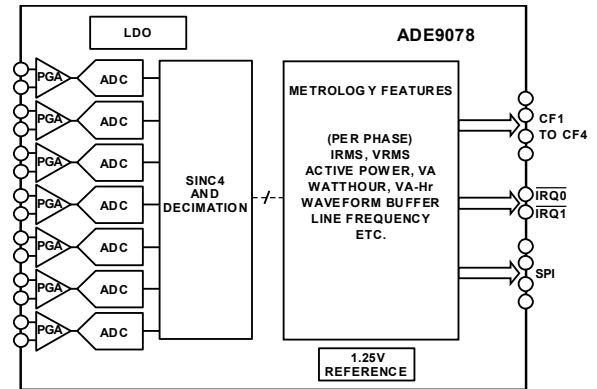 LDO
ADE9078
PGA
ADC
PGA
ADC
PGA
ADC
PGA
ADC
PGA
ADC
PGA
ADC
PGA
ADC
SINC4
AND
DECIMATION
METROLOGY FEATURES
(PER PHASE)
IRMS, VRMS
ACTIVE POWER, VA
WATTHOUR, VA-Hr
WAVEFORM BUFFER
LINE FREQUENCY
ETC.
CF1
TO CF4
IRQ0
IRQ1
SPI
1.25V
REFERENCE